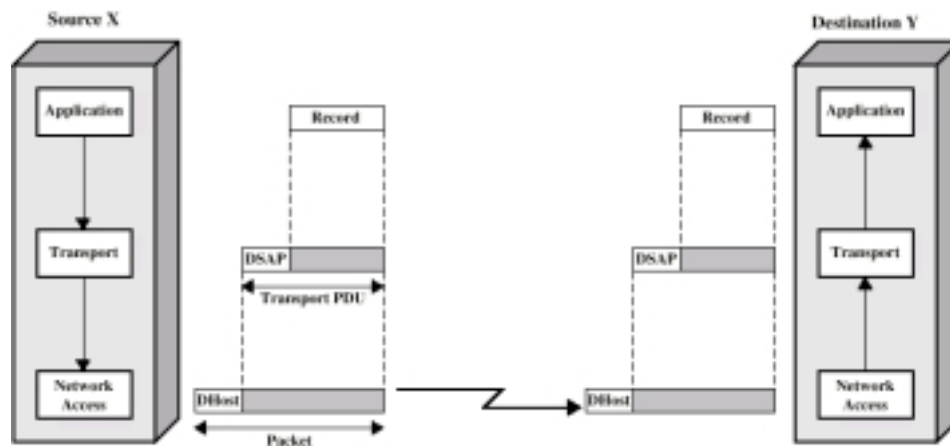 Source X
Destination Y
Application
Record
Record
Application
Transport
DSAP
DSAP
Transport
Transport PDU
Network
Access
DHost
DHost
Network
Access
Packet